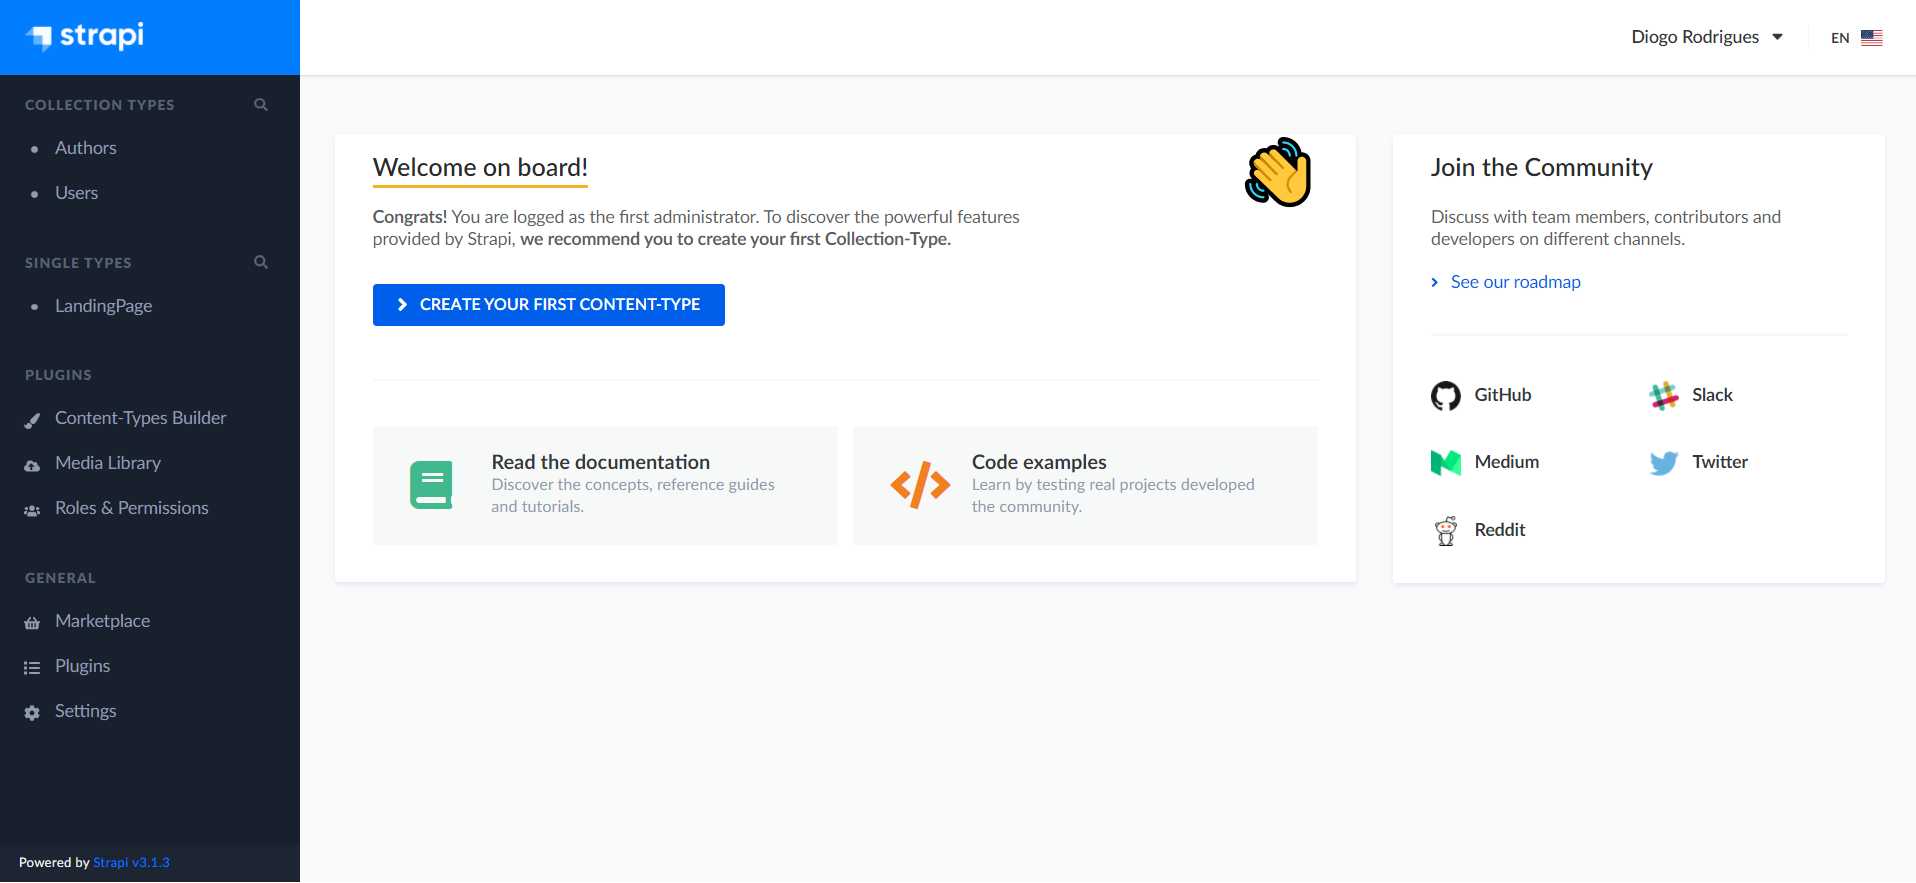 strapi
Diogo Rodrigues
EN
COLLECTION TYPES
Authors
Users
SINGLE TYPES
LandingPage
PLUGINS
Content-Types Builder
Media Library
Roles & Permissions
GENERAL
Marketplace
Plugins
Settings
Powered by Strapi v3.1.3
Welcome on board!
Congrats! You are logged as the first administrator. To discover the powerful features
provided by Strapi, we recommend you to create your first Collection-Type.
CREATE YOUR FIRST CONTENT-TYPE
Read the documentation
Discover the concepts, reference guides
and tutorials.
Code examples
Learn by testing real projects developed
the community.
Join the Community
Discuss with team members, contributors and
developers on different channels.
See our roadmap
GitHub
Slack
Medium
Twitter
Reddit